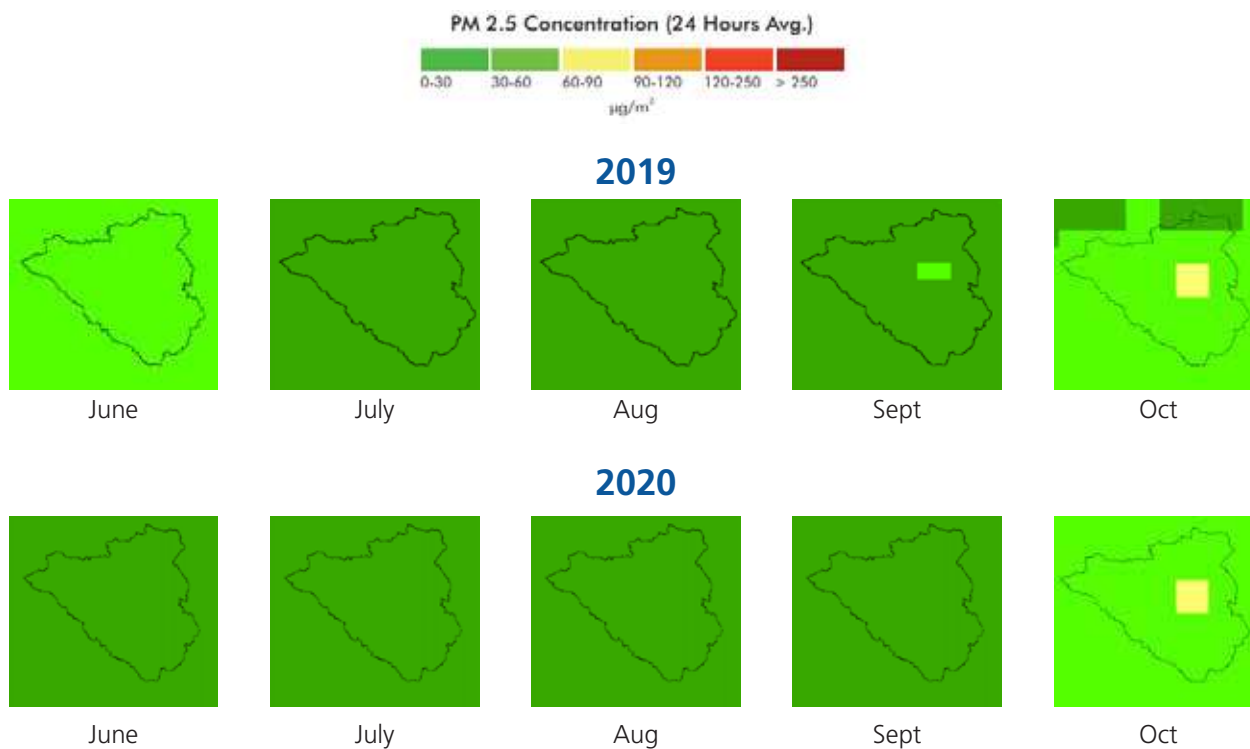 PM 2.5 Concentration (24 Hours Avg.)
0-30 30-60 60-90 90-120 120-250 > 250
µg/m²
2019
June July Aug Sept Oct
2020
June July Aug Sept Oct